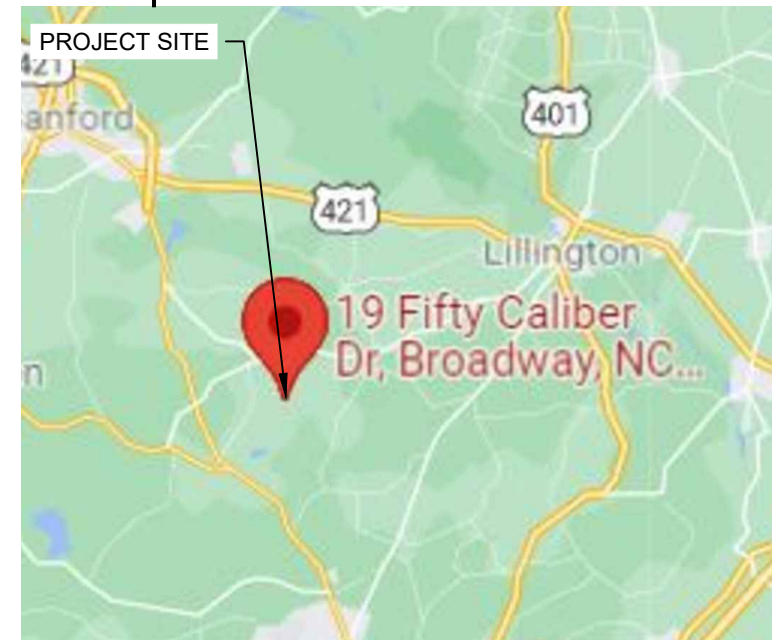 PROJECT SITE
421
anford
401
421
Lillington
19 Fifty Caliber
Dr, Broadway, NC...
n